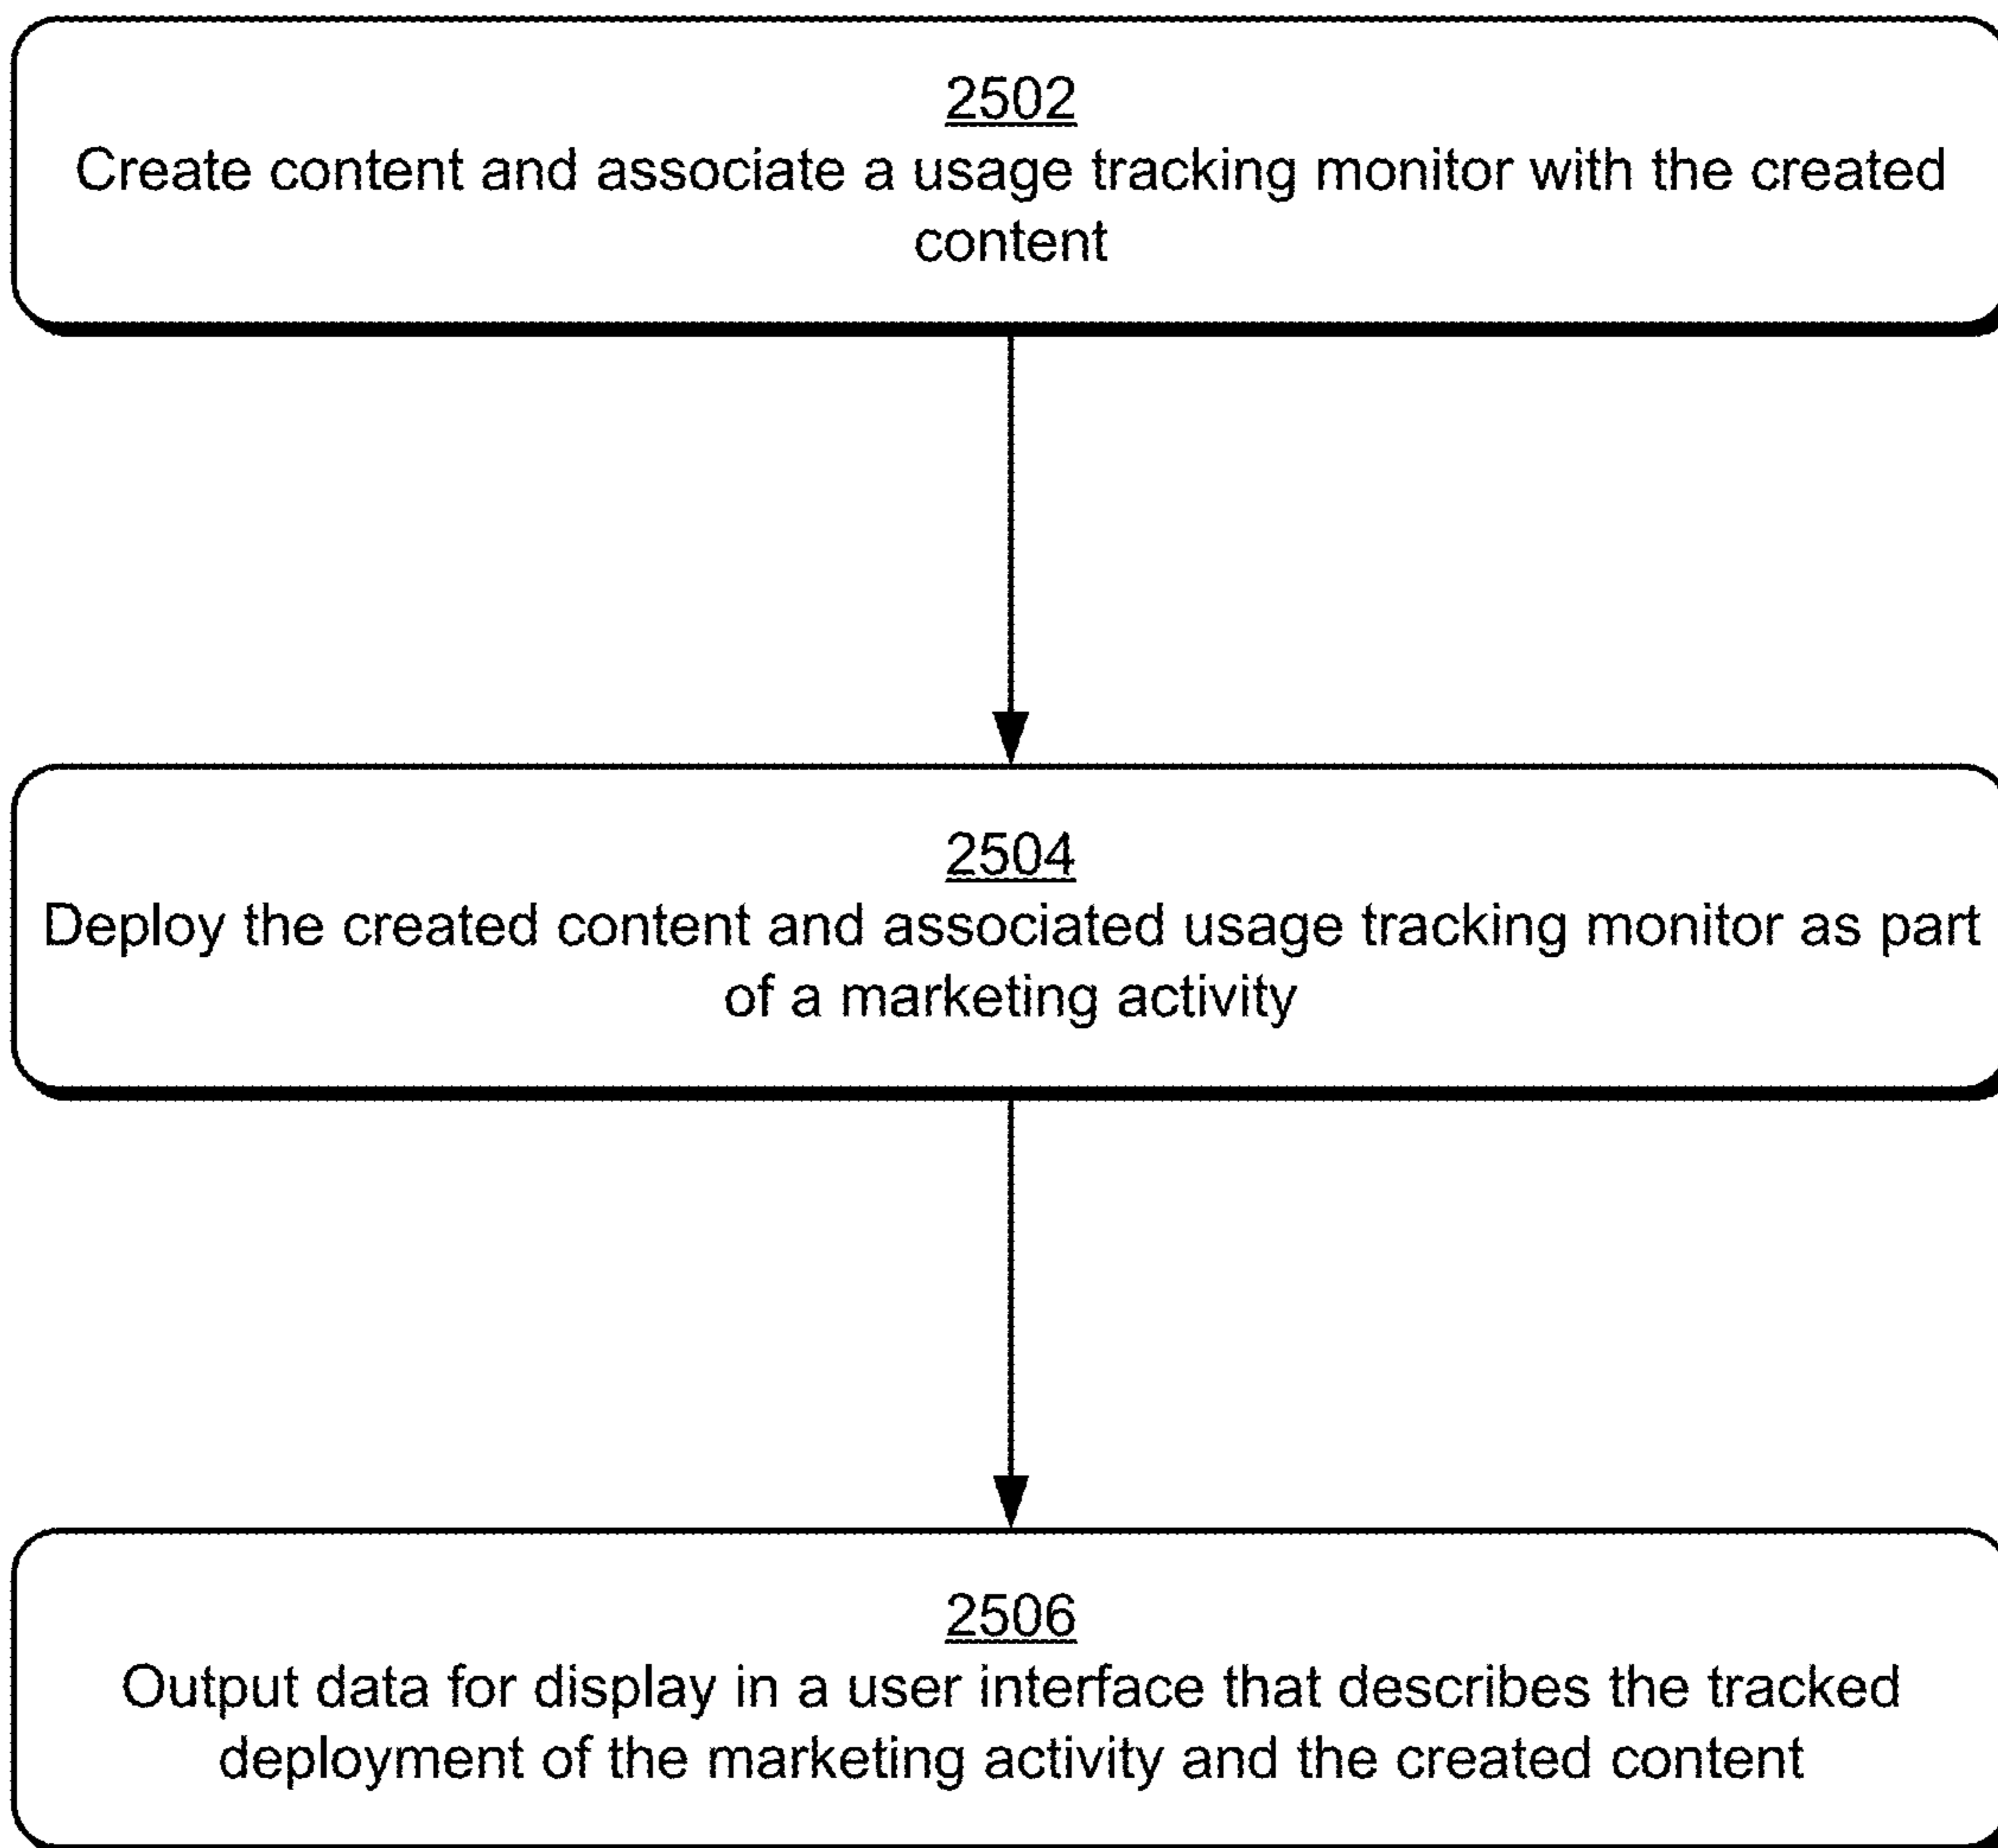 2502
Create content and associate a usage tracking monitor with the created
content
2504
Deploy the created content and associated usage tracking monitor as part
of a marketing activity
2506
Output data for display in a user interface that describes the tracked
deployment of the marketing activity and the created content